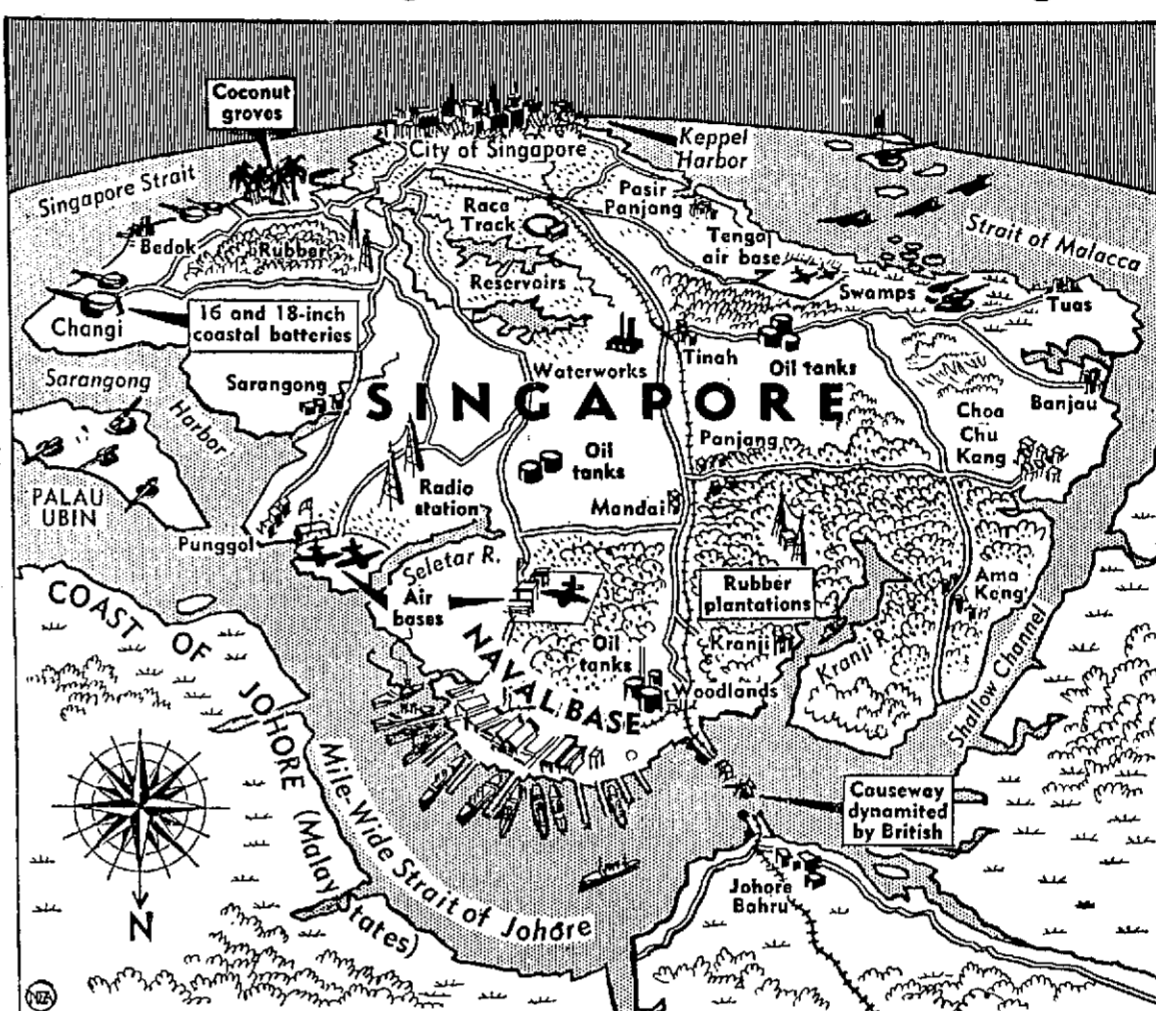 Coconut
groves
City of Singapore
Keppel
Harbor
Singapore Strait
Pasir
Panjang
Race
Track
Tenga
air base
Strait of Malacca
Bedok
Rubber
Reservoirs
Swamps
Tuas
Changi
16 and 18-inch
coastal batteries
Waterworks
Tinah
Oil tanks
Sarangong
Harbor
Sarangong
SINGAPORE
Banjau
Choa
Chu
Kang
Panjang
Oil
tanks
PALAU
UBIN
Radio
station
Mandai
Punggol
Seletar R.
Air
bases
Rubber
plantations
Ama
Keng
COAST OF
JOHORE (Malay States)
NAVAL BASE
Oil
tanks
Kranji
Kranji R.
Woodlands
Shallow Channel
Mile-Wide Strait of Johore
Causeway
dynamited
by British
Johore
Bahru
N
NEA